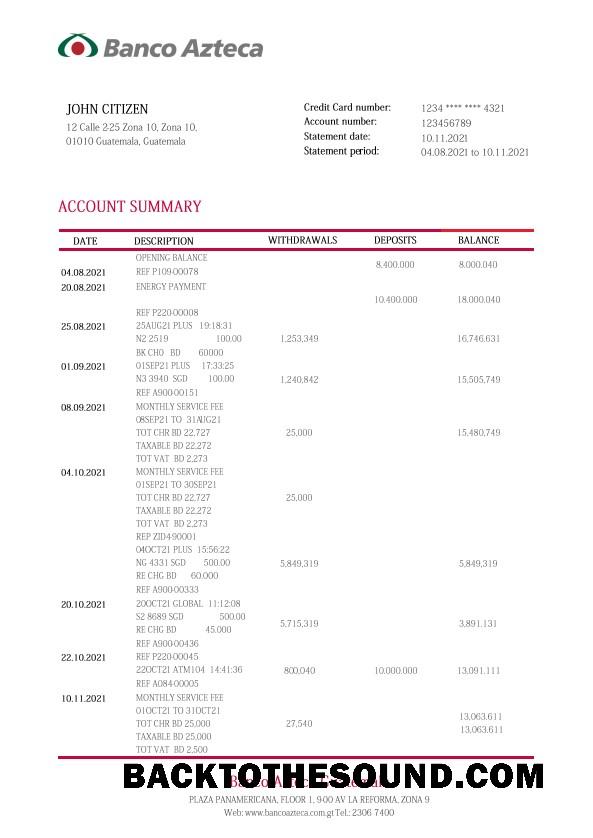 Banco Azteca
JOHN CITIZEN
12 Calle 2-25 Zona 10, Zona 10,
01010 Guatemala, Guatemala
Credit Card number: 1234 **** **** 4321
Account number: 123456789
Statement date: 10.11.2021
Statement period: 04.08.2021 to 10.11.2021
ACCOUNT SUMMARY
DATE DESCRIPTION WITHDRAWALS DEPOSITS BALANCE
OPENING BALANCE
8.400.000 8.000.040
04.08.2021 REF P109-00078
20.08.2021 ENERGY PAYMENT
10.400.000 18.000.040
REF P220-00008
25.08.2021 25AUG21 PLUS 19:18:31
N2 2519 100.00 1,253,349 16,746.631
BK CHO BD 60000
01.09.2021 01SEP21 PLUS 17:33:25
N3 3940 SGD 100.00 1,240,842 15,505,749
REF A900-00151
08.09.2021 MONTHLY SERVICE FEE
08SEP21 TO 31AUG21
TOT CHR BD 22,727 25,000 15,480,749
TAXABLE BD 22,272
TOT VAT BD 2,273
04.10.2021 MONTHLY SERVICE FEE
01SEP21 TO 30SEP21
TOT CHR BD 22,727 25,000
TAXABLE BD 22,272
TOT VAT BD 2,273
REP ZID4-90001
04OCT21 PLUS 15:56:22
NG 4331 SGD 500.00 5,849,319 5,849,319
RE CHG BD 60,000
REF A900-00333
20.10.2021 20OCT21 GLOBAL 11:12:08
S2 8689 SGD 500.00
5,715,319 3,891.131
RE CHG BD 45.000
REF A900-00436
22.10.2021 REF P220-00045
22OCT21 ATM104 14:41:36 800,040 10.000.000 13,091.111
REF A084-00005
10.11.2021 MONTHLY SERVICE FEE
01OCT21 TO 31OCT21
13,063.611
TOT CHR BD 25,000 27,540
13,063.611
TAXABLE BD 25,000
TOT VAT BD 2,500
BACKTOTHESOUND.COM
PLAZA PANAMERICANA, FLOOR 1, 9-00 AV LA REFORMA, ZONA 9
Web: www.bancoazteca.com.gt Tel.: 2306 7400